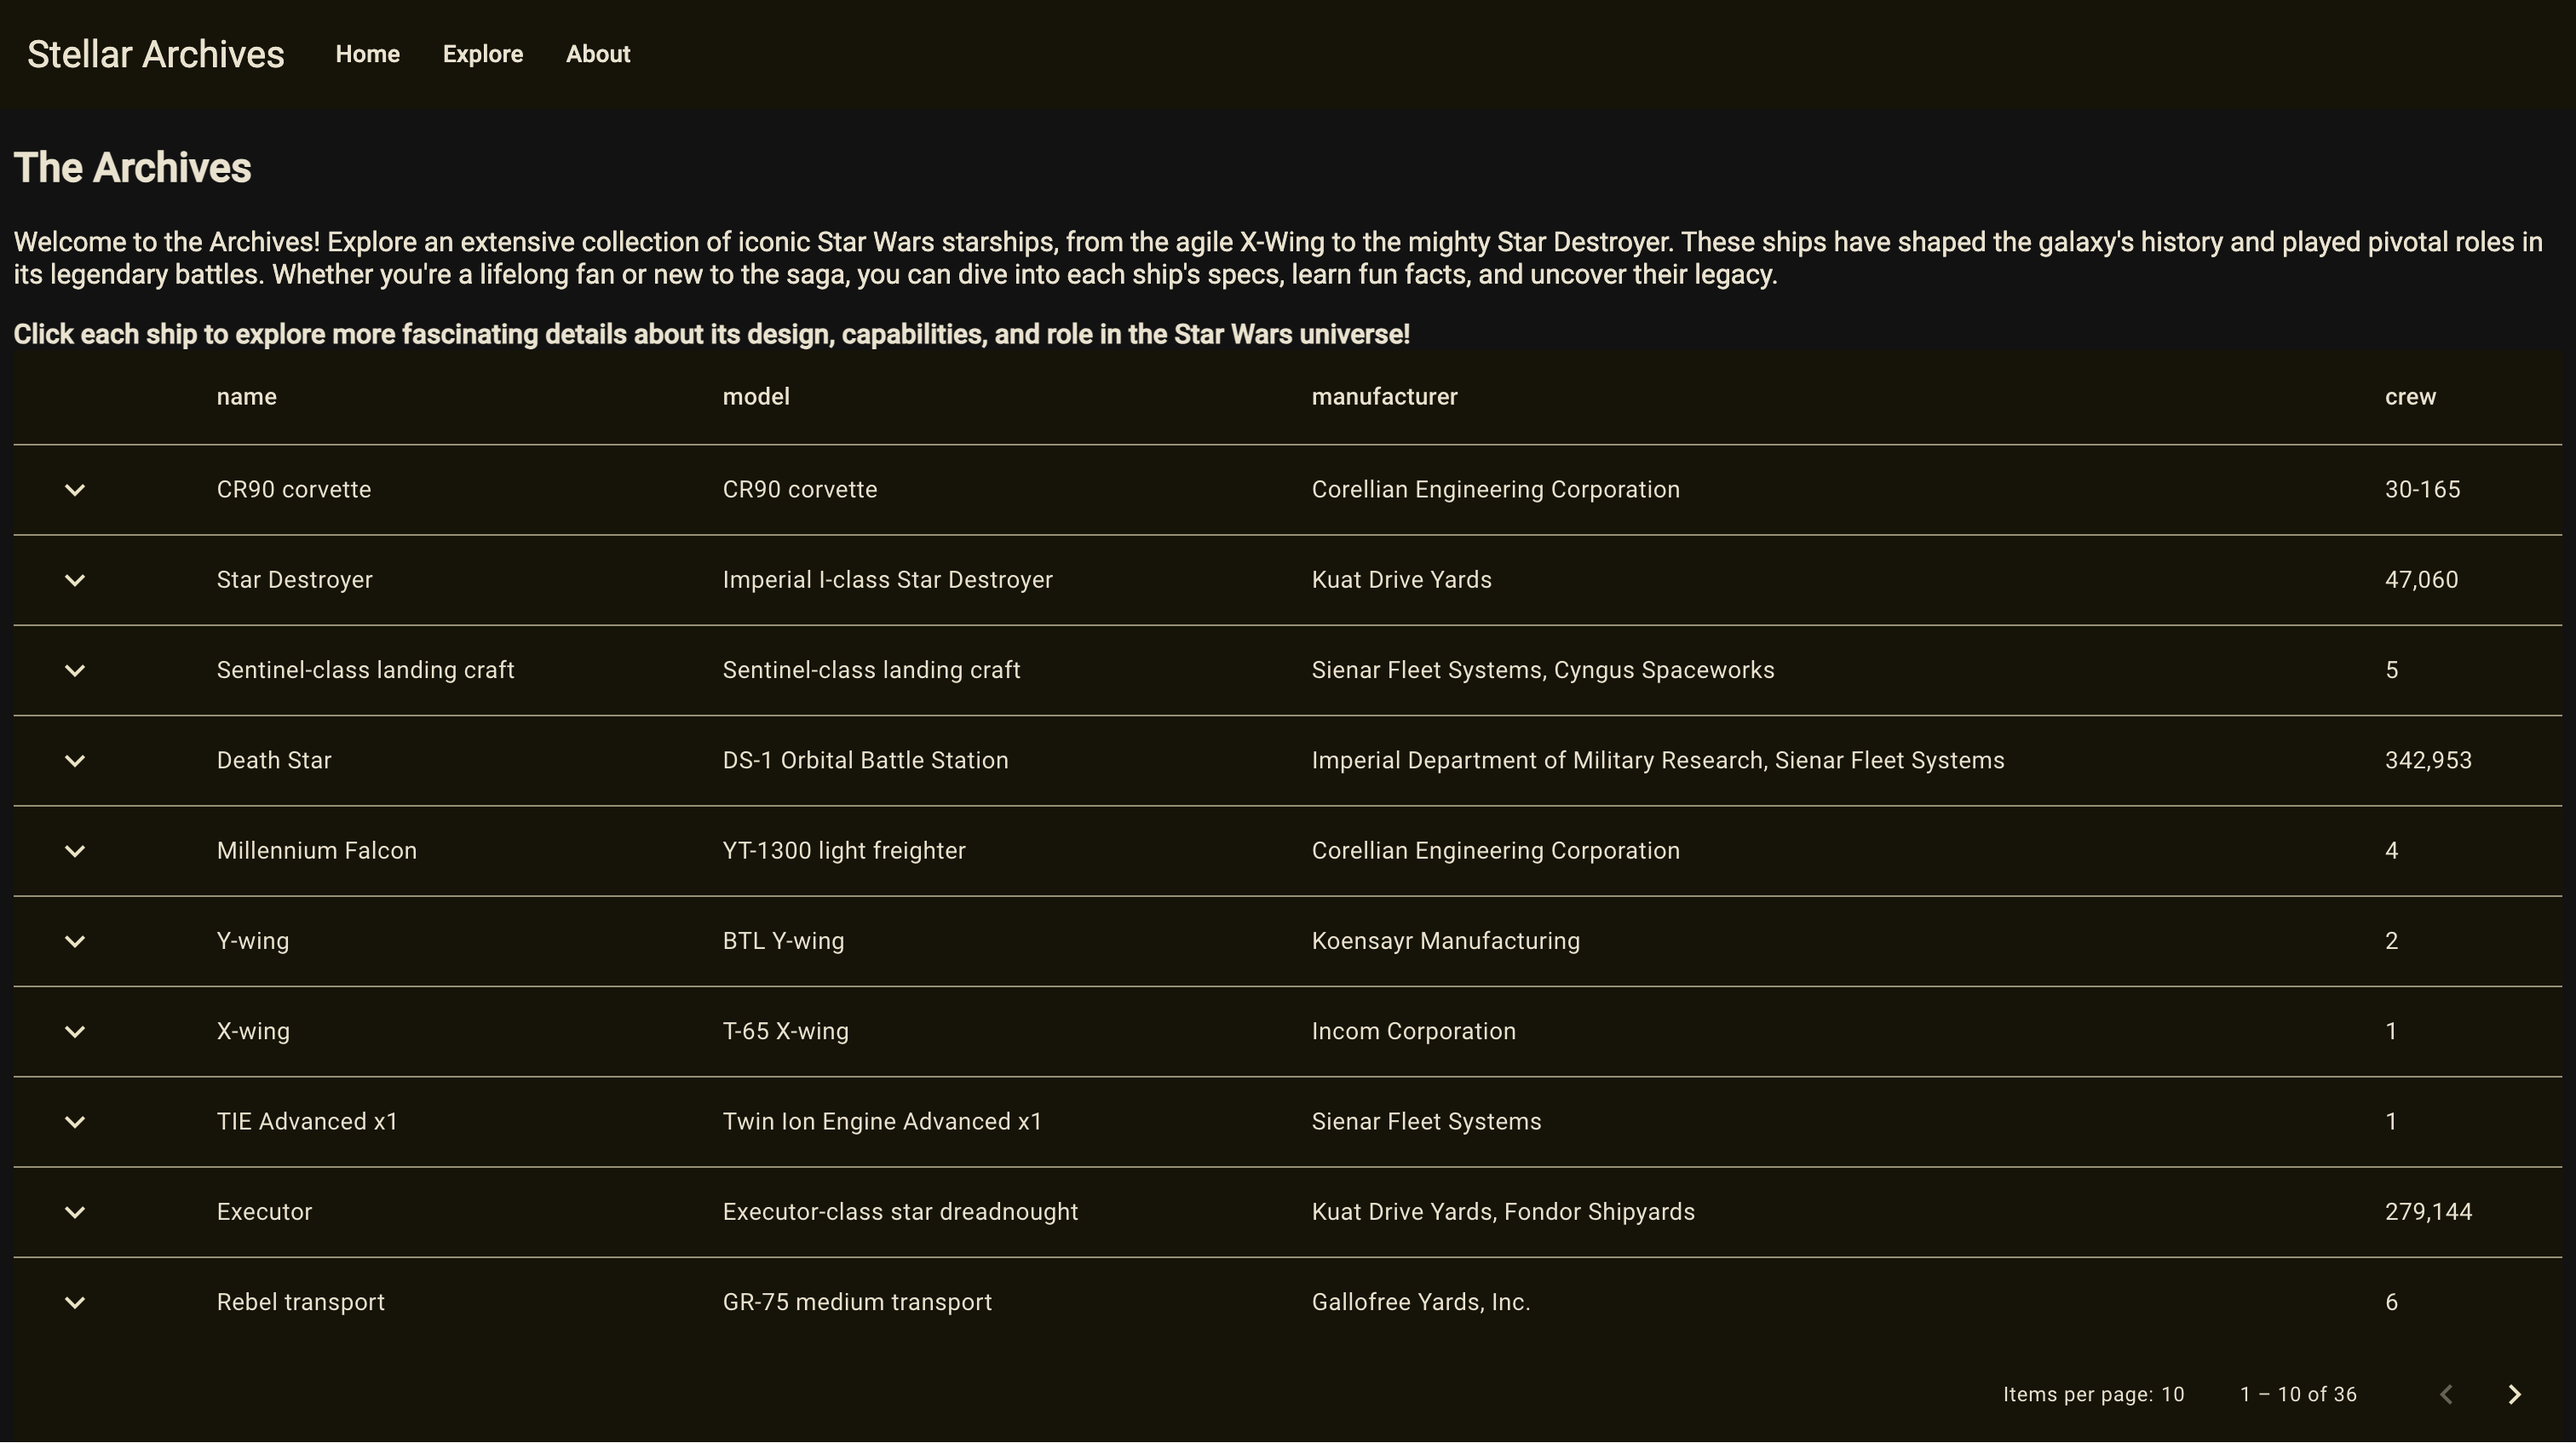 Stellar Archives Home Explore About
The Archives
Welcome to the Archives! Explore an extensive collection of iconic Star Wars starships, from the agile X-Wing to the mighty Star Destroyer. These ships have shaped the galaxy's history and played pivotal roles in
its legendary battles. Whether you're a lifelong fan or new to the saga, you can dive into each ship's specs, learn fun facts, and uncover their legacy.
Click each ship to explore more fascinating details about its design, capabilities, and role in the Star Wars universe!
name model manufacturer crew
CR90 corvette CR90 corvette Corellian Engineering Corporation 30-165
Star Destroyer Imperial I-class Star Destroyer Kuat Drive Yards 47,060
Sentinel-class landing craft Sentinel-class landing craft Sienar Fleet Systems, Cyngus Spaceworks 5
Death Star DS-1 Orbital Battle Station Imperial Department of Military Research, Sienar Fleet Systems 342,953
Millennium Falcon YT-1300 light freighter Corellian Engineering Corporation 4
Y-wing BTL Y-wing Koensayr Manufacturing 2
X-wing T-65 X-wing Incom Corporation 1
TIE Advanced x1 Twin Ion Engine Advanced x1 Sienar Fleet Systems 1
Executor Executor-class star dreadnought Kuat Drive Yards, Fondor Shipyards 279,144
Rebel transport GR-75 medium transport Gallofree Yards, Inc. 6
Items per page: 10 1 – 10 of 36